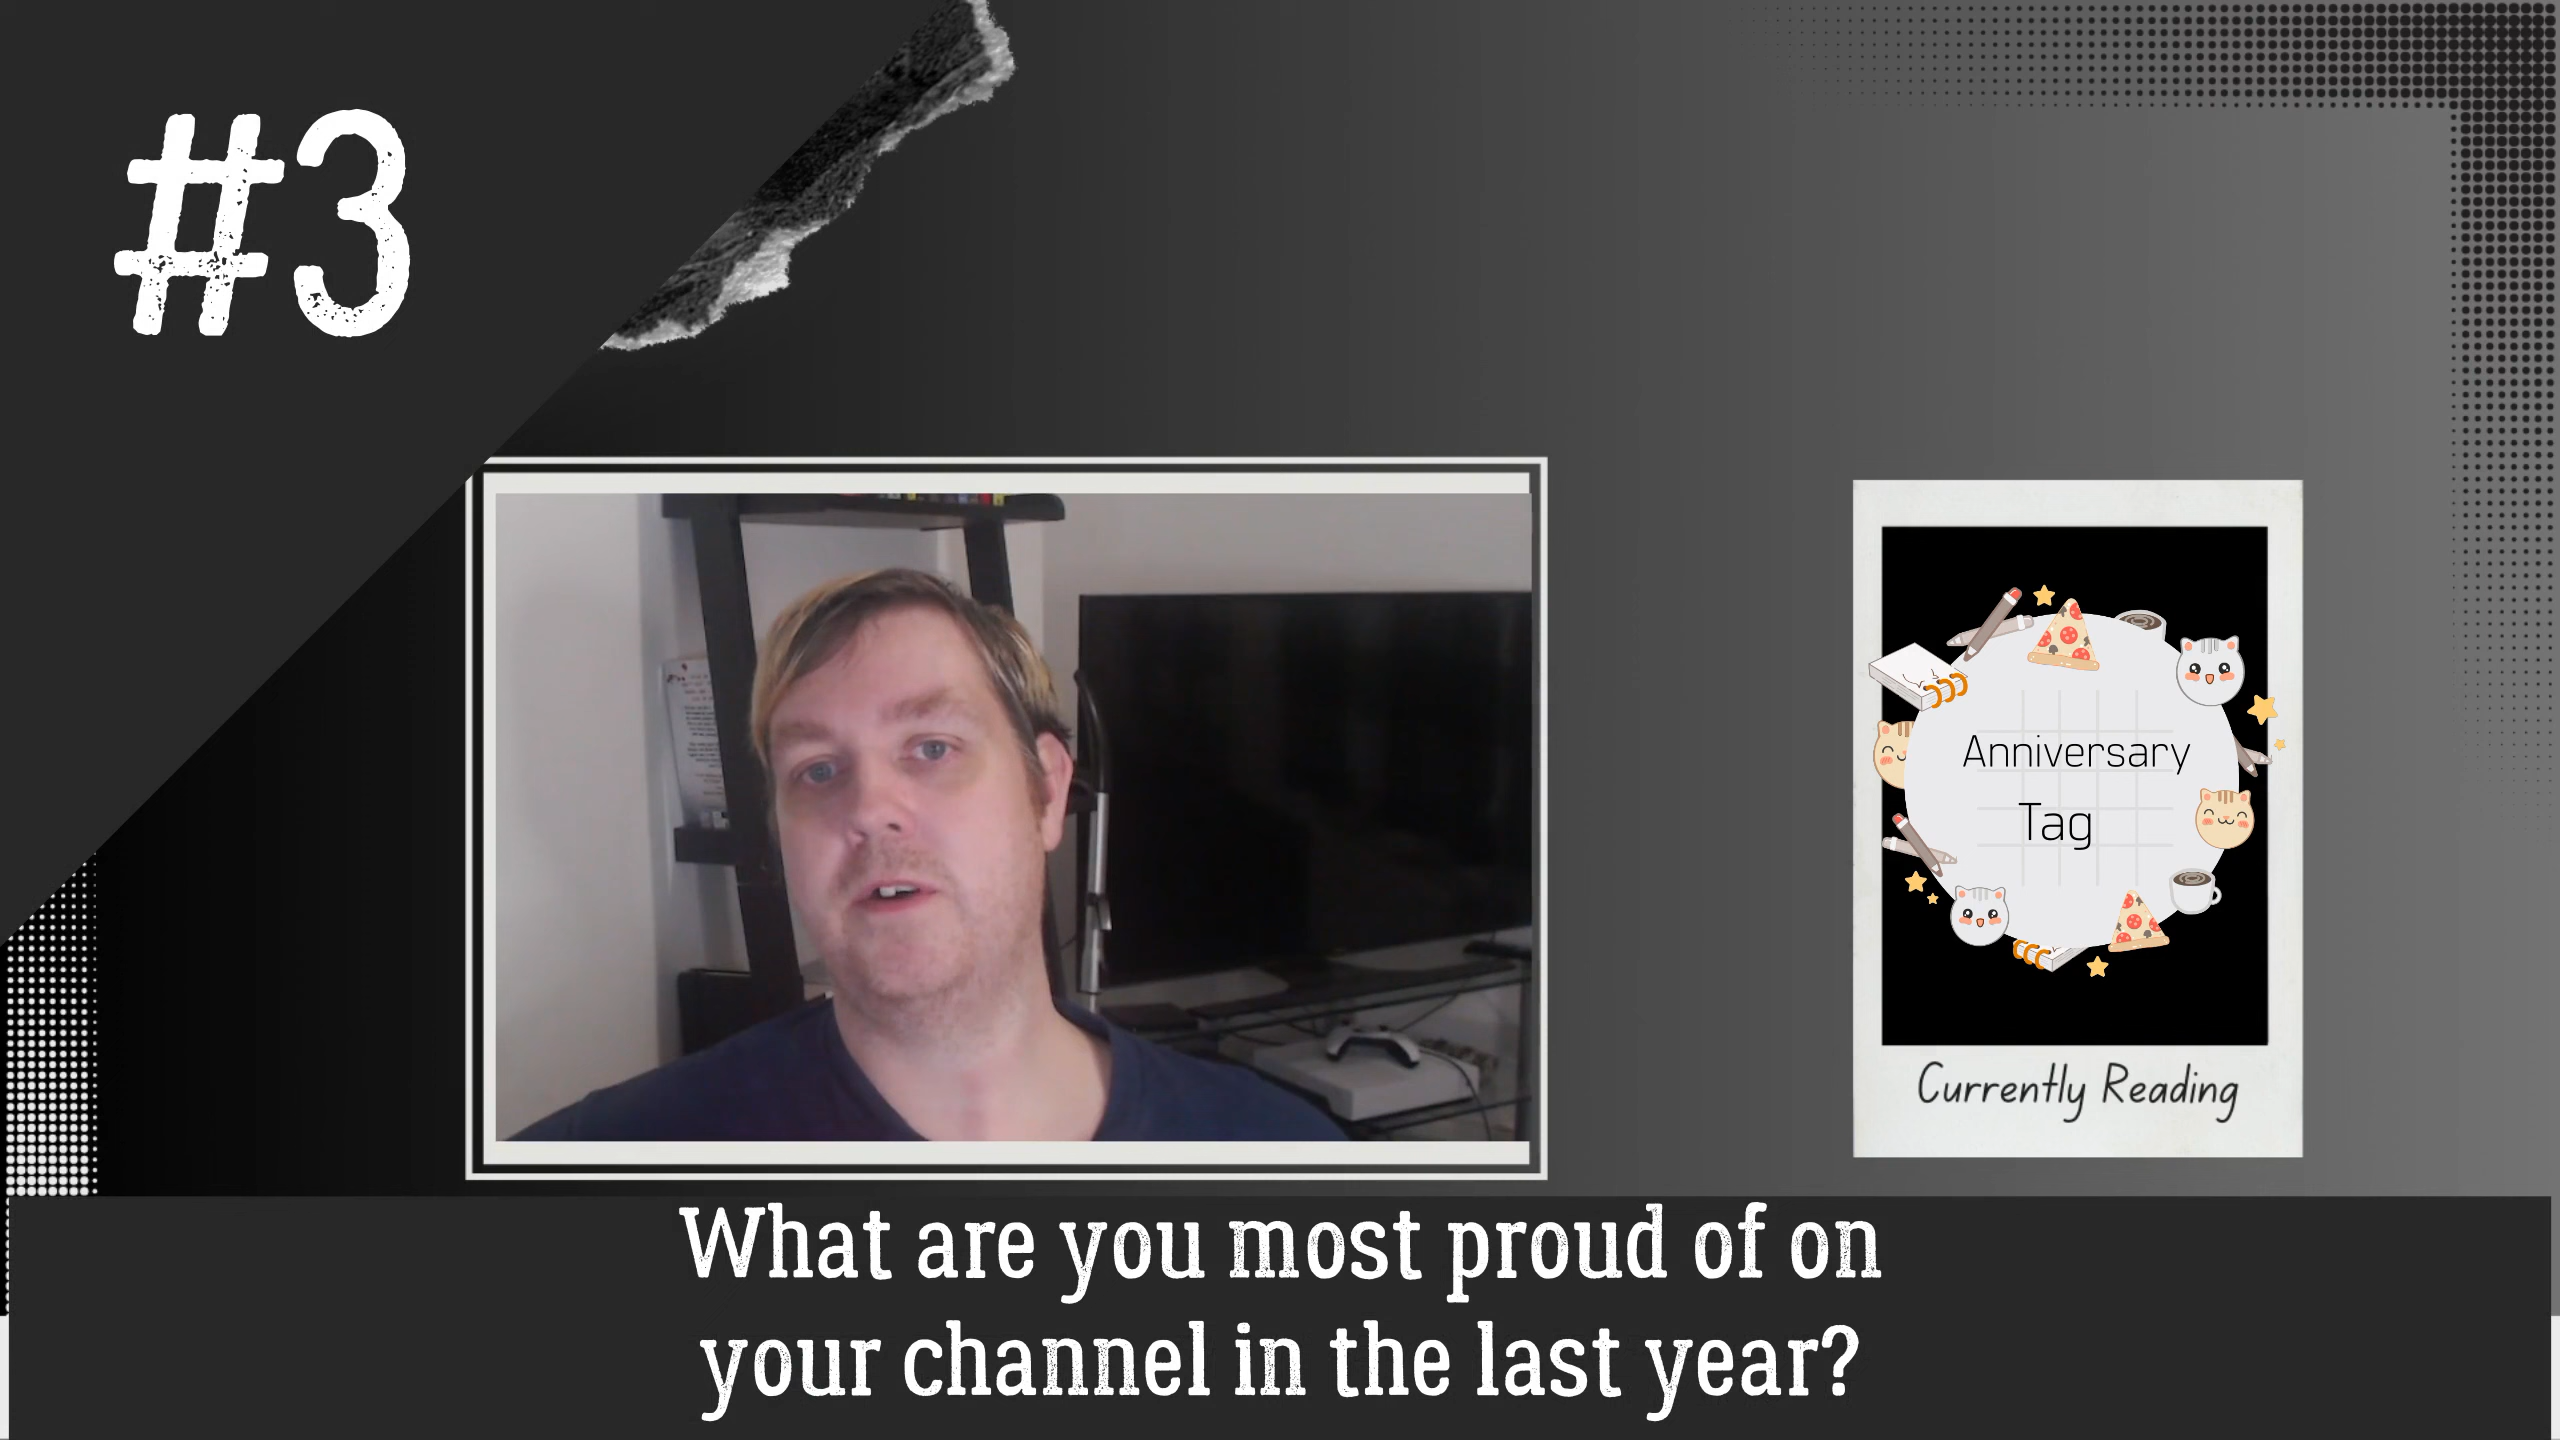 #3
Anniversary
Tag
Currently Reading
What are you most proud of on
your channel in the last year?